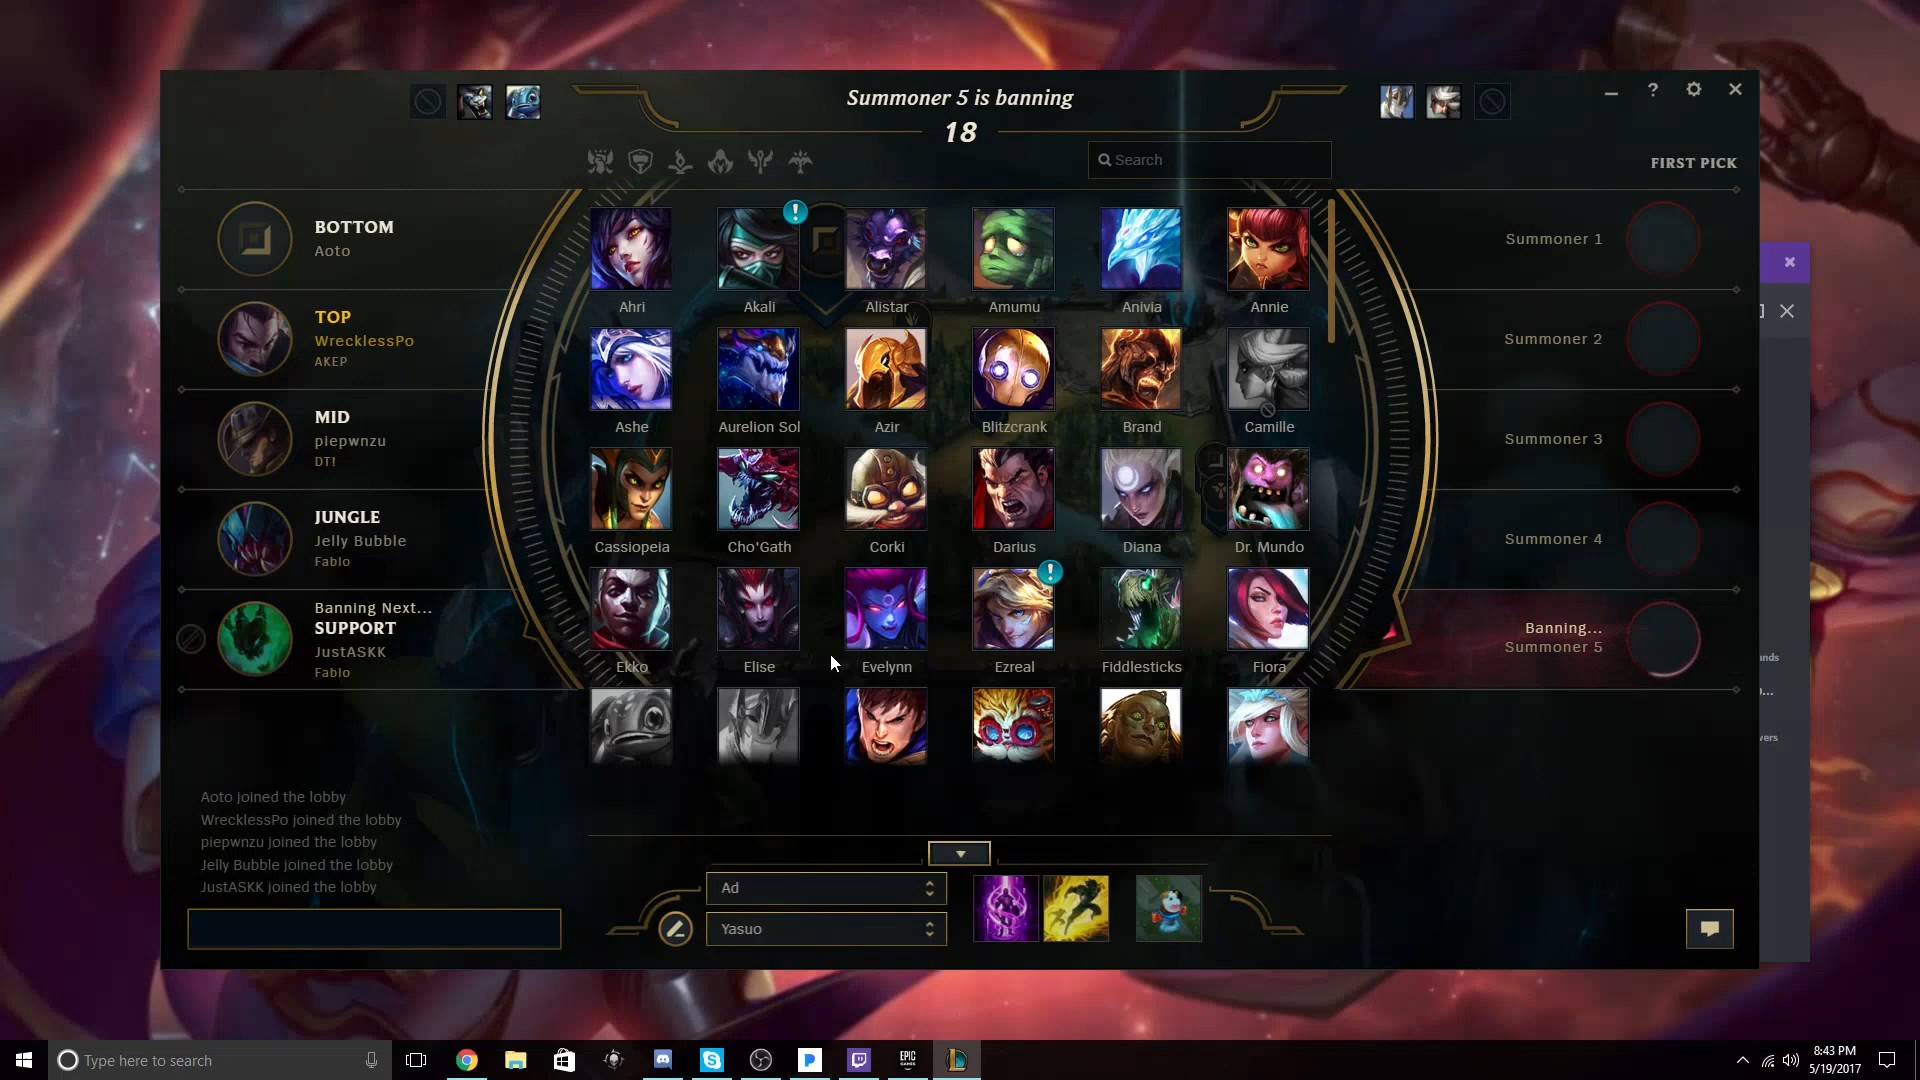 Summoner 5 is banning
18
?
Search
FIRST PICK
BOTTOM
Aoto
TOP
WrecklessPo
AKEP
MID
piepwnzu
DT!
JUNGLE
Jelly Bubble
Fablo
Banning Next...
SUPPORT
JustASKK
Fablo
Ahri
Akali
Alistar
Amumu
Anivia
Annie
Ashe
Aurelion Sol
Azir
Blitzcrank
Brand
Camille
Cassiopeia
Cho'Gath
Corki
Darius
Diana
Dr. Mundo
Ekko
Elise
Evelynn
Ezreal
Fiddlesticks
Fiora
Summoner 1
Summoner 2
Summoner 3
Summoner 4
Banning...
Summoner 5
Aoto joined the lobby
WrecklessPo joined the lobby
piepwnzu joined the lobby
Jelly Bubble joined the lobby
JustASKK joined the lobby
Ad
Yasuo
Type here to search
EPIC
GAMES
8:43 PM
5/19/2017